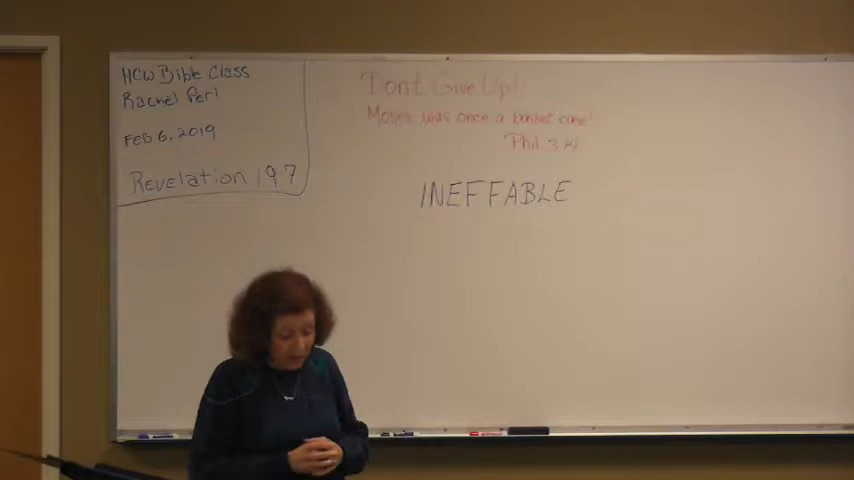 HCW Bible Class
Rachel Perl
FEB 6, 2019
Revelation 19:7
Don't Give Up!
Moses was once a basket case!
Phil. 3:14
INEFFABLE